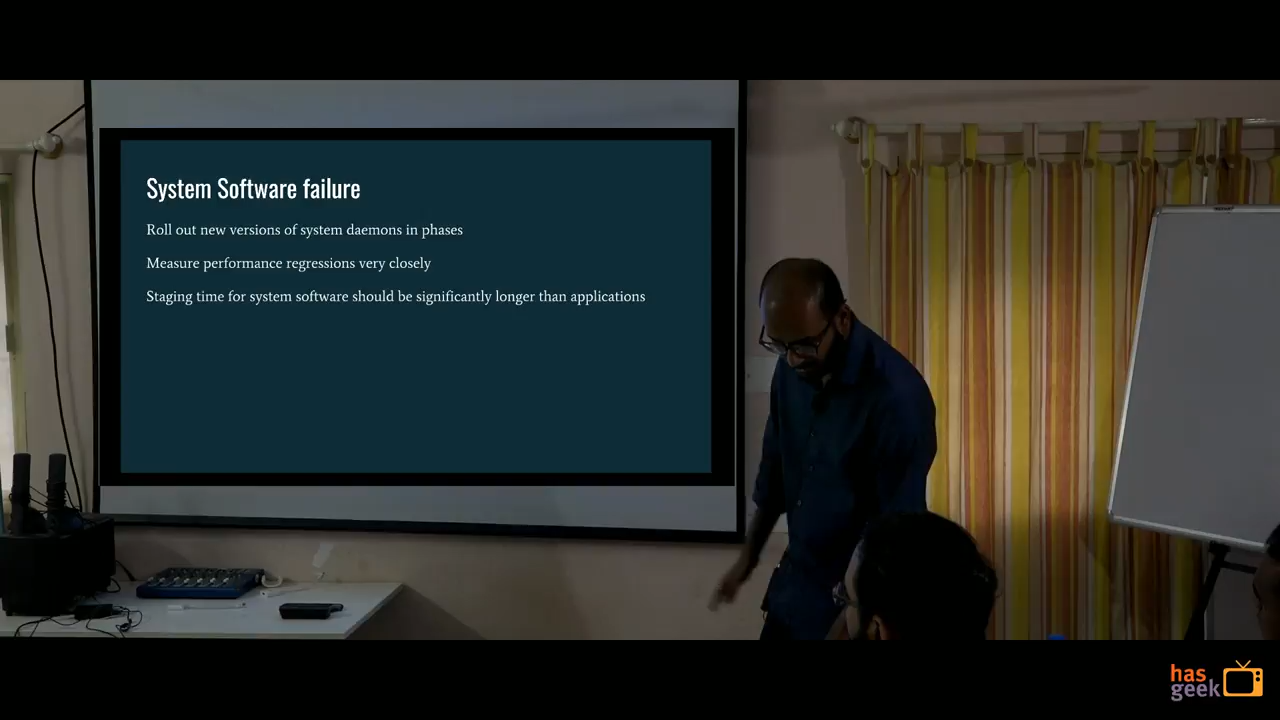 System Software failure
Roll out new versions of system daemons in phases
Measure performance regressions very closely
Staging time for system software should be significantly longer than applications
has
geek